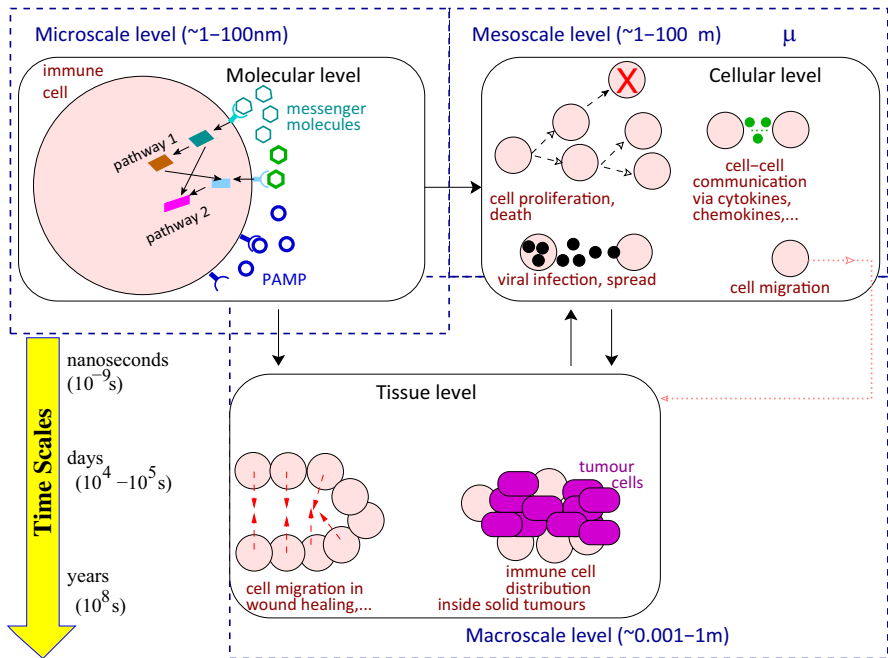 Microscale level (~1−100nm)
immune
cell
Molecular level
messenger
molecules
pathway 1
pathway 2
PAMP
Mesoscale level (~1−100 m) μ
Cellular level
X
cell proliferation,
death
cell−cell
communication
via cytokines,
chemokines,...
viral infection, spread
cell migration
Time Scales
nanoseconds
(10⁻⁹s)
days
(10⁴ −10⁵s)
years
(10⁸s)
Tissue level
tumour
cells
cell migration in
wound healing,...
immune cell
distribution
inside solid tumours
Macroscale level (~0.001−1m)